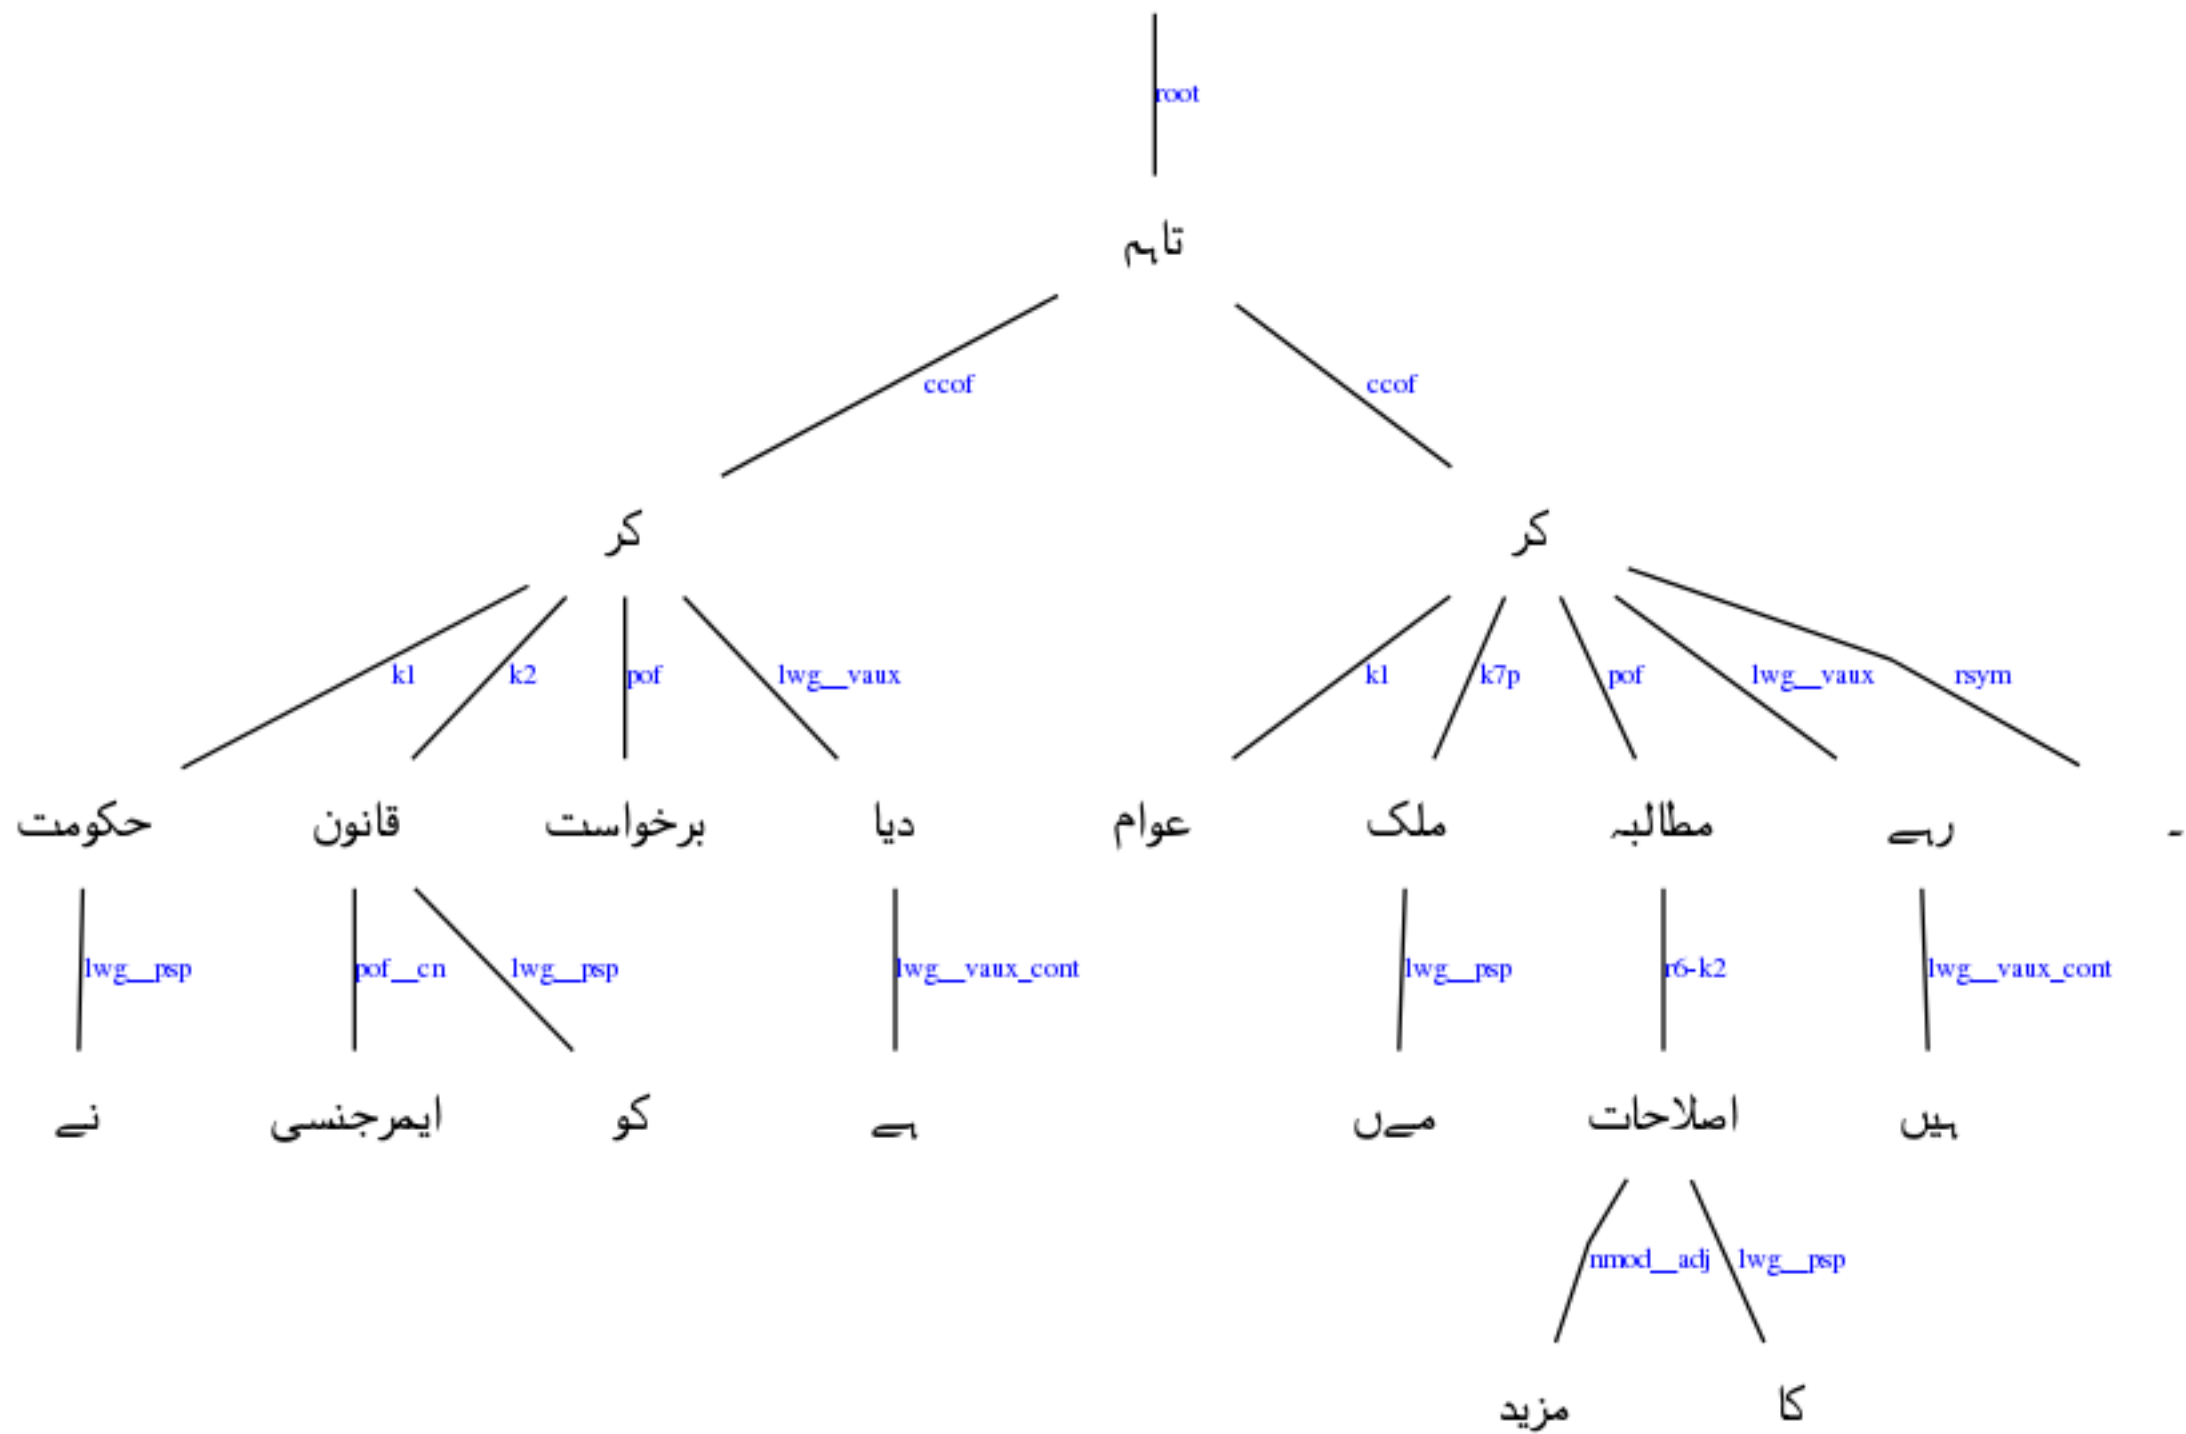 root
تاہم
ccof ccof
کر کر
k1 k2 pof lwg__vaux k1 k7p pof lwg__vaux rsym
حکومت قانون برخواست دیا عوام ملک مطالبہ رہے ۔
lwg__psp pof__cn lwg__psp lwg__vaux_cont lwg__psp r6-k2 lwg__vaux_cont
نے ایمرجنسی کو ہے مےں اصلاحات ہیں
nmod__adj lwg__psp
مزید کا